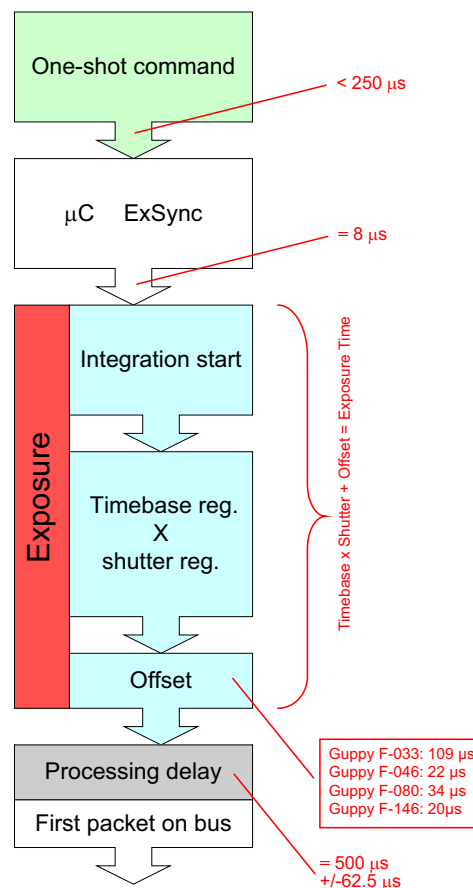 One-shot command
< 250 μs
μC ExSync
= 8 μs
Exposure
Integration start
Timebase reg.
X
shutter reg.
Offset
Timebase x Shutter + Offset = Exposure Time
Guppy F-033: 109 μs
Guppy F-046: 22 μs
Guppy F-080: 34 μs
Guppy F-146: 20μs
Processing delay
First packet on bus
= 500 μs
+/-62.5 μs